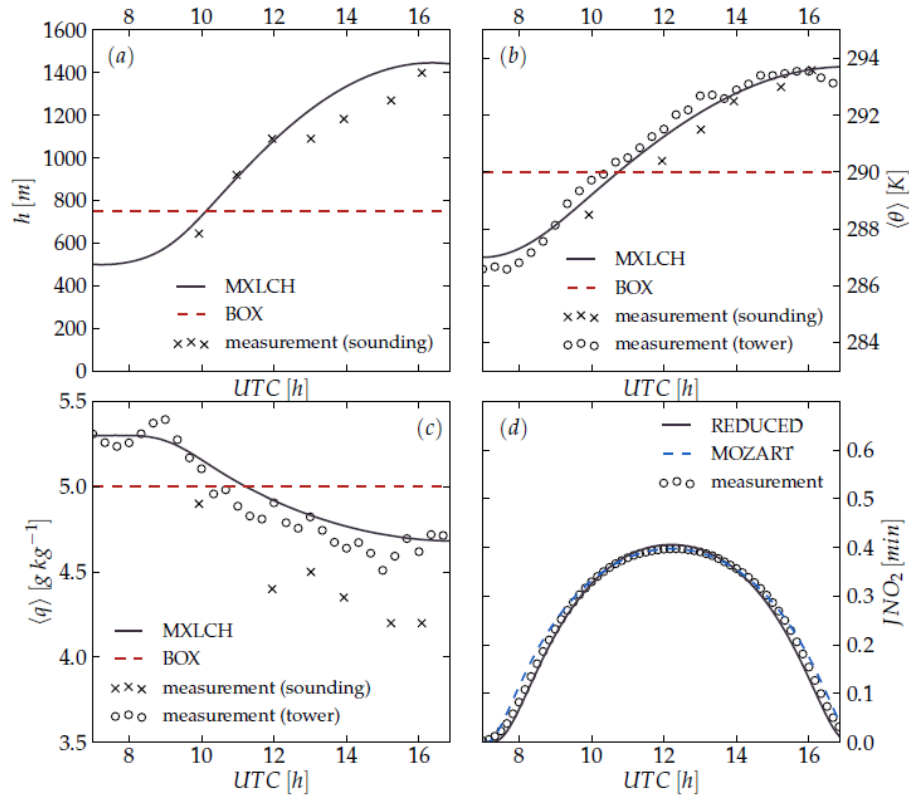 8 10 12 14 16 8 10 12 14 16
1600
1400
1200
1000
800
600
400
200
0
h [m]
(a)
MXLCH
BOX
measurement (sounding)
UTC [h]
(b)
294
292
290
288
286
284
⟨θ⟩ [K]
MXLCH
BOX
measurement (sounding)
measurement (tower)
UTC [h]
5.5
5.0
4.5
4.0
3.5
⟨q⟩ [g kg⁻¹]
(c)
MXLCH
BOX
measurement (sounding)
measurement (tower)
8 10 12 14 16
UTC [h]
(d)
REDUCED
MOZART
measurement
0.6
0.5
0.4
0.3
0.2
0.1
0.0
JNO₂ [min]
8 10 12 14 16
UTC [h]